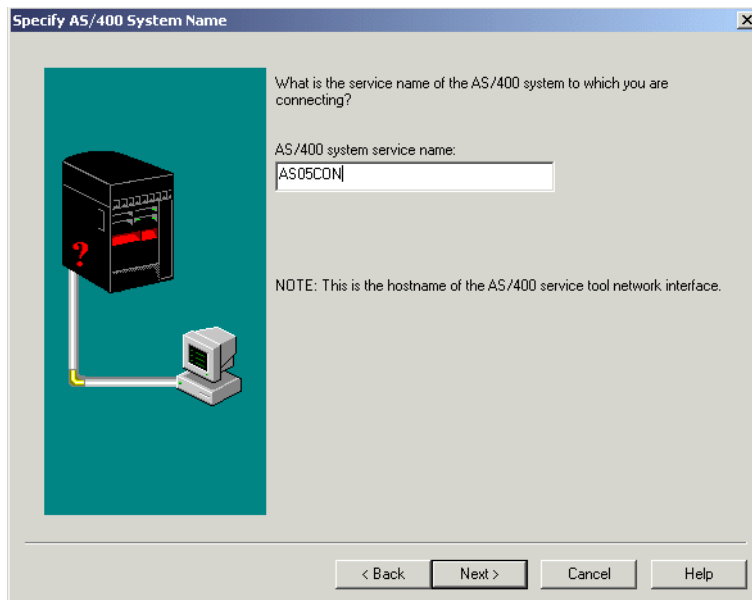 Specify AS/400 System Name
What is the service name of the AS/400 system to which you are
connecting?
AS/400 system service name:
AS05CON
?
NOTE: This is the hostname of the AS/400 service tool network interface.
< Back
Next >
Cancel
Help